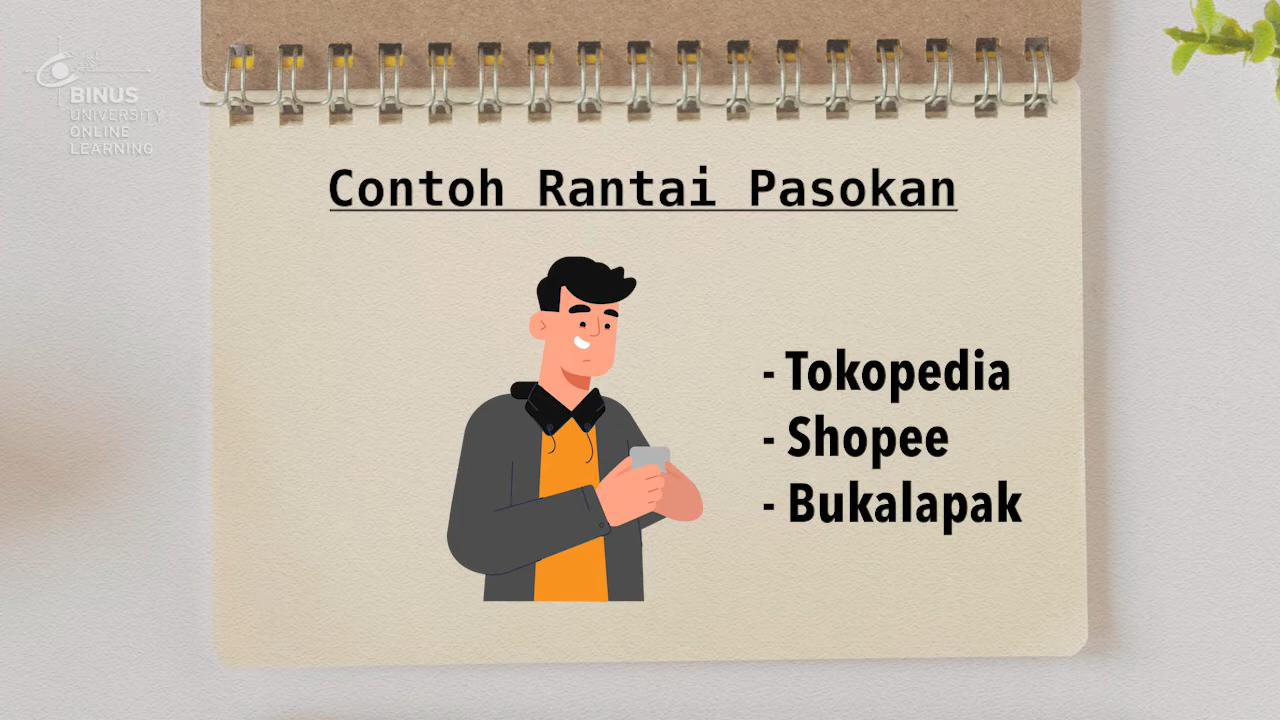 BINUS
UNIVERSITY
ONLINE
LEARNING
Contoh Rantai Pasokan
- Tokopedia
- Shopee
- Bukalapak